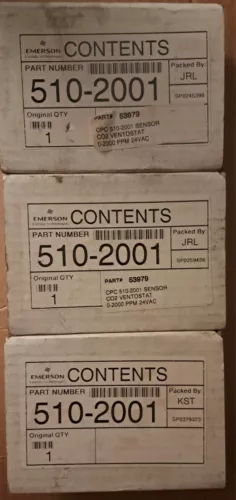 EMERSON CONTENTS
PART NUMBER
Packed By:
JRL
510-2001
Original QTY
1
PART# 63979
CPC 510-2001 SENSOR
CO2 VENTOSTAT
0-2000 PPM 24VAC
EMERSON CONTENTS
PART NUMBER
Packed By:
JRL
510-2001
Original QTY
1
PART# 63979
CPC 510-2001 SENSOR
CO2 VENTOSTAT
0-2000 PPM 24VAC
EMERSON CONTENTS
PART NUMBER
Packed By:
KST
510-2001
Original QTY
1